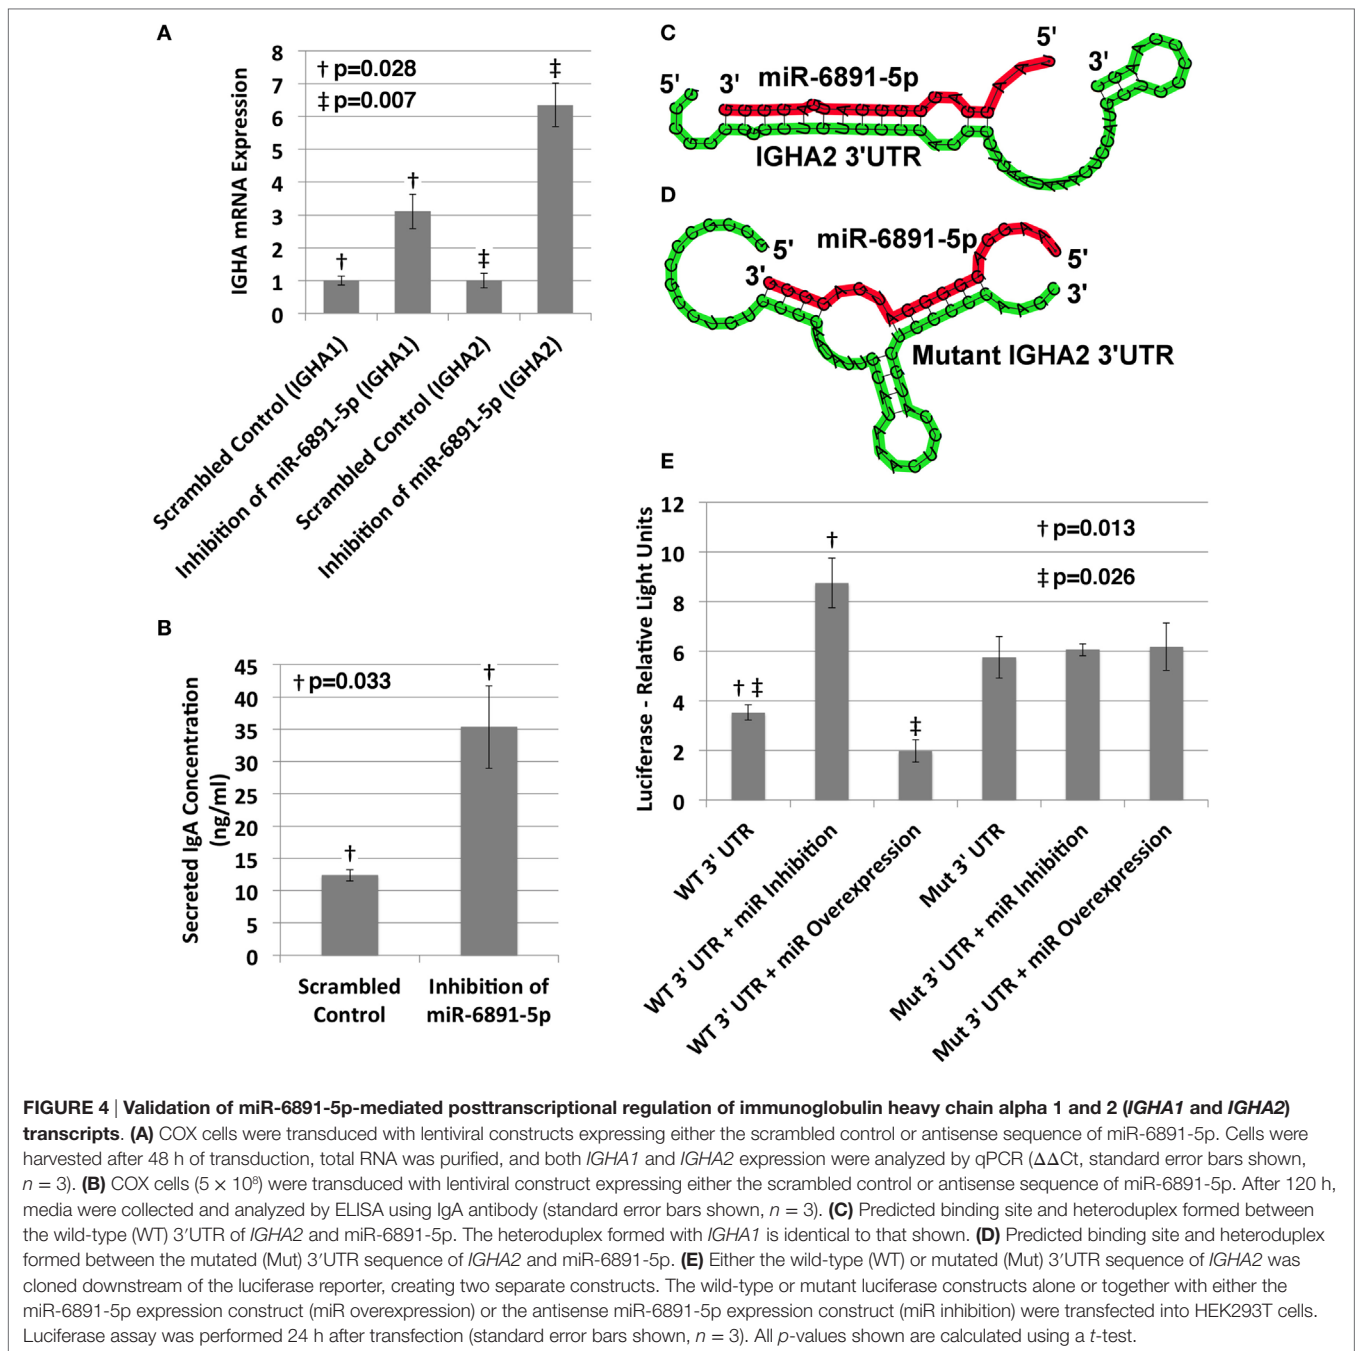 A
IGHA mRNA Expression
8
7
6
5
4
3
2
1
0
† p=0.028
‡ p=0.007
†
†
‡
‡
Scrambled Control (IGHA1)
Inhibition of miR-6891-5p (IGHA1)
Scrambled Control (IGHA2)
Inhibition of miR-6891-5p (IGHA2)
B
Secreted IgA Concentration
(ng/ml)
45
40
35
30
25
20
15
10
5
0
† p=0.033
†
†
Scrambled
Control
Inhibition of
miR-6891-5p
C
5'
3'
miR-6891-5p
5'
3'
IGHA2 3'UTR
D
5'
miR-6891-5p
3'
5'
3'
Mutant IGHA2 3'UTR
E
Luciferase - Relative Light Units
12
10
8
6
4
2
0
† p=0.013
‡ p=0.026
† ‡
†
‡
WT 3' UTR
WT 3' UTR + miR Inhibition
WT 3' UTR + miR Overexpression
Mut 3' UTR
Mut 3' UTR + miR Inhibition
Mut 3' UTR + miR Overexpression
FIGURE 4 | Validation of miR-6891-5p-mediated posttranscriptional regulation of immunoglobulin heavy chain alpha 1 and 2 (IGHA1 and IGHA2)
transcripts. (A) COX cells were transduced with lentiviral constructs expressing either the scrambled control or antisense sequence of miR-6891-5p. Cells were
harvested after 48 h of transduction, total RNA was purified, and both IGHA1 and IGHA2 expression were analyzed by qPCR (ΔΔCt, standard error bars shown,
n = 3). (B) COX cells (5 × 10⁸) were transduced with lentiviral construct expressing either the scrambled control or antisense sequence of miR-6891-5p. After 120 h,
media were collected and analyzed by ELISA using IgA antibody (standard error bars shown, n = 3). (C) Predicted binding site and heteroduplex formed between
the wild-type (WT) 3′UTR of IGHA2 and miR-6891-5p. The heteroduplex formed with IGHA1 is identical to that shown. (D) Predicted binding site and heteroduplex
formed between the mutated (Mut) 3′UTR sequence of IGHA2 and miR-6891-5p. (E) Either the wild-type (WT) or mutated (Mut) 3′UTR sequence of IGHA2 was
cloned downstream of the luciferase reporter, creating two separate constructs. The wild-type or mutant luciferase constructs alone or together with either the
miR-6891-5p expression construct (miR overexpression) or the antisense miR-6891-5p expression construct (miR inhibition) were transfected into HEK293T cells.
Luciferase assay was performed 24 h after transfection (standard error bars shown, n = 3). All p-values shown are calculated using a t-test.